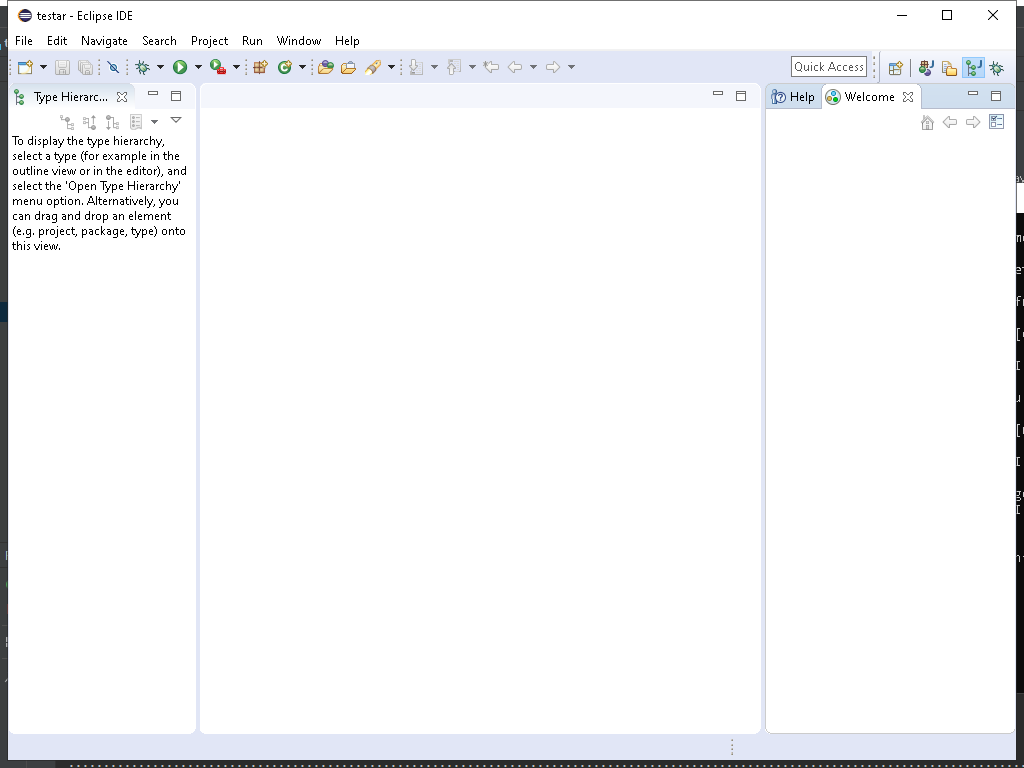 testar - Eclipse IDE
File Edit Navigate Search Project Run Window Help
Quick Access
Type Hierarc...
Help Welcome
To display the type hierarchy,
select a type (for example in the
outline view or in the editor), and
select the 'Open Type Hierarchy'
menu option. Alternatively, you
can drag and drop an element
(e.g. project, package, type) onto
this view.